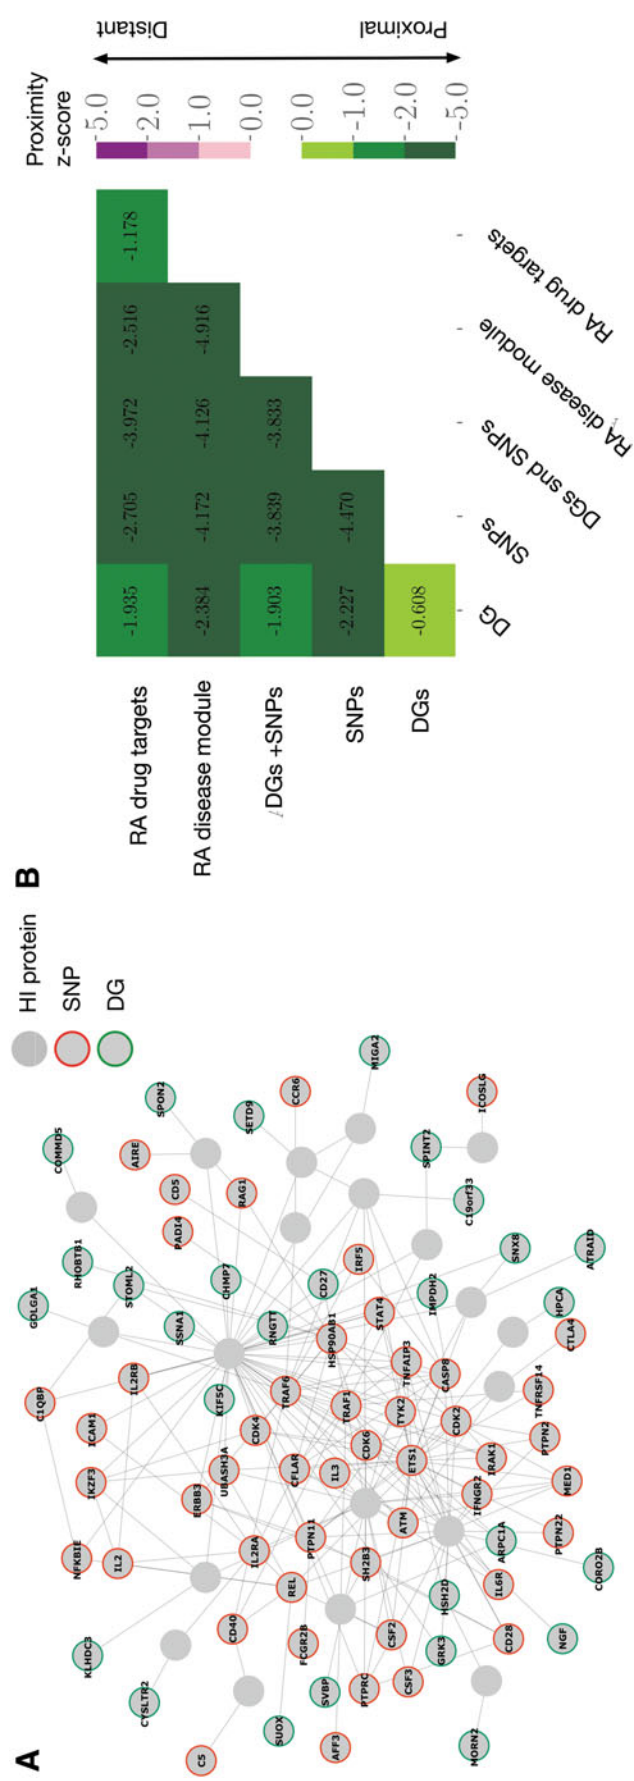 A
HI protein
SNP
DG
COMMD5
SPON2
MIGA2
AIRE
SETD9
CCR6
ICOSLG
CD5
RAG1
SPINT2
PADI4
C19orf33
RHOBTB1
GOLGA1
STOML2
CHMP7
CD27
IRF5
SNX8
ATRAID
SSNA1
RNGTT
HSP90AB1
STAT4
IMPDH2
HPCA
CTLA4
C1QBP
IL2RB
KIF5C
TRAF6
TNFAIP3
CASP8
TNFRSF14
ICAM1
CDK4
TRAF1
TYK2
CDK2
PTPN2
IKZF3
UBASH3A
CFLAR
IL3
CDK6
ETS1
IRAK1
MED1
ERBB3
IFNGR2
NFKBIE
IL2
IL2RA
PTPN11
ATM
ARPC1A
PTPN22
SH2B3
CORO2B
REL
HSH2D
IL6R
KLHDC3
CD40
FCGR2B
CSF2
GRK3
CD28
NGF
CYSLTR2
SVBP
PTPRC
CSF3
SUOX
AFF3
MORN2
C5
B
Proximity
z-score
5.0
2.0
1.0
0.0
0.0
-1.0
-2.0
-5.0
Distant
Proximal
RA drug targets
-1.935
-2.705
-3.972
-2.516
-1.178
RA disease module
-2.384
-4.172
-4.126
-4.916
DGs +SNPs
-1.903
-3.839
-3.833
SNPs
-2.227
-4.470
DGs
-0.608
DG
SNPs
DGs snd SNPs
RA disease module
RA drug targets